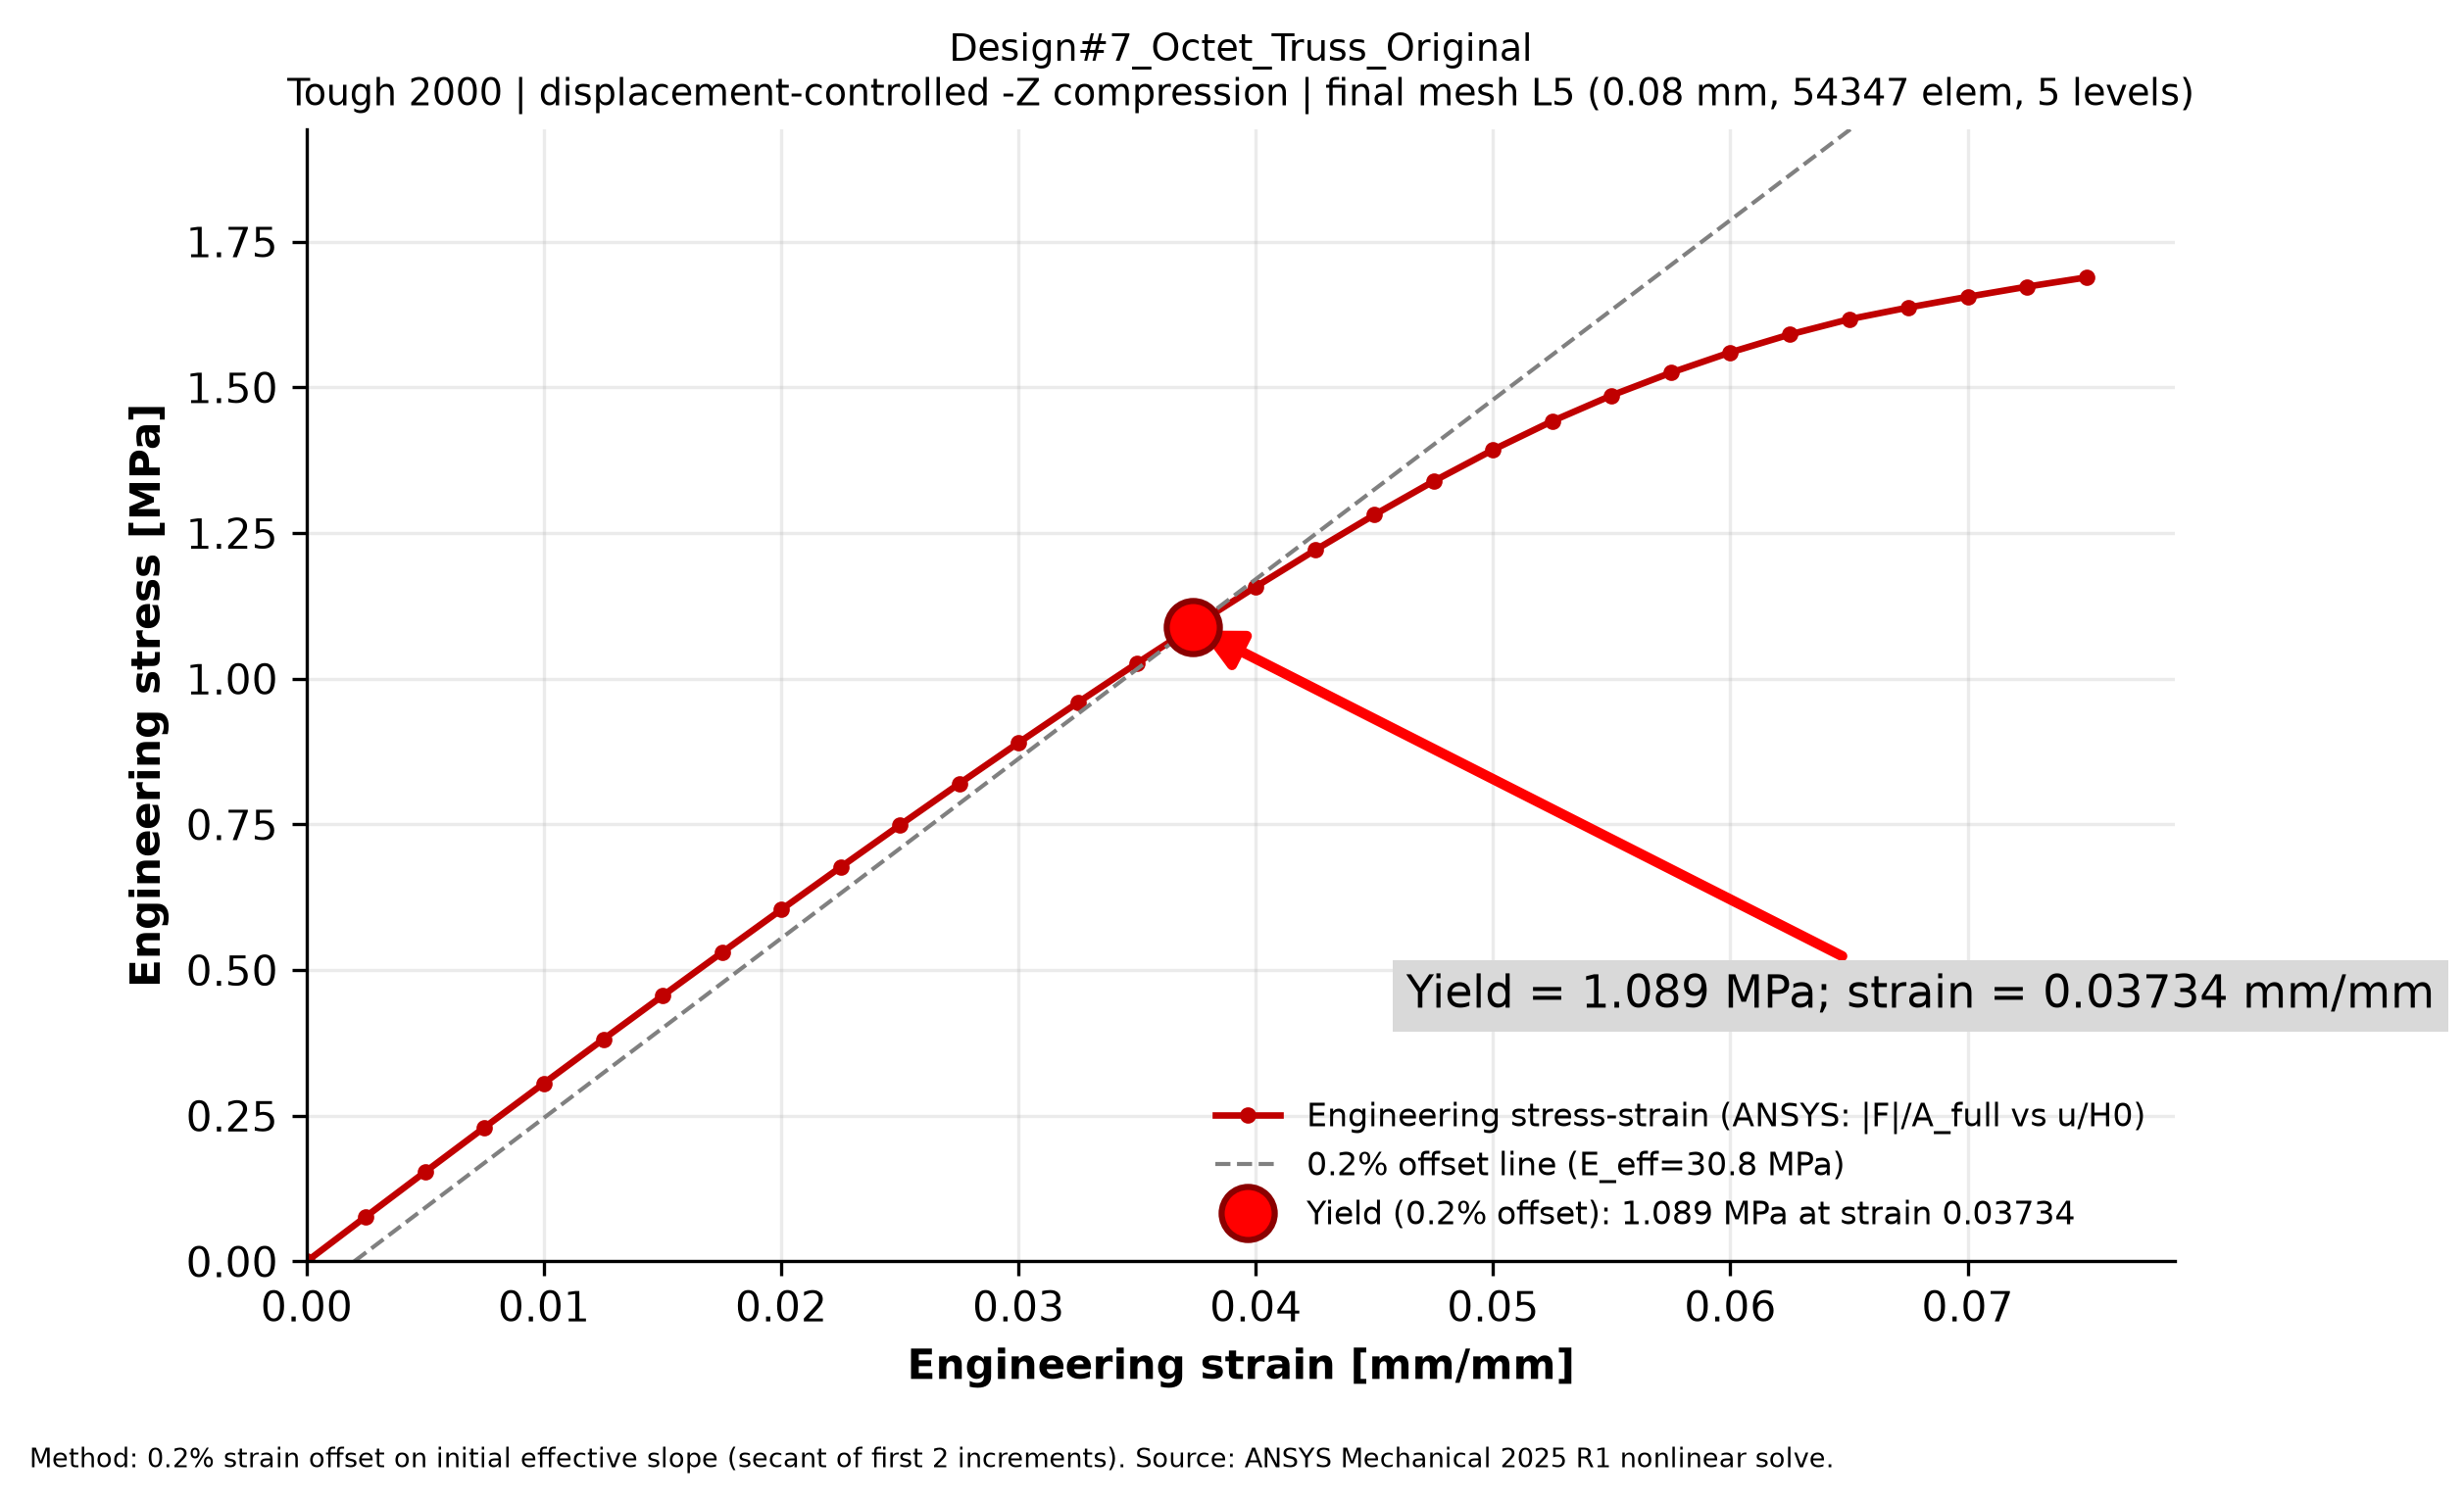 Design#7_Octet_Truss_Original
Tough 2000 | displacement-controlled -Z compression | final mesh L5 (0.08 mm, 54347 elem, 5 levels)
Engineering stress [MPa]
1.75
1.50
1.25
1.00
0.75
0.50
0.25
0.00
Yield = 1.089 MPa; strain = 0.03734 mm/mm
Engineering stress-strain (ANSYS: |F|/A_full vs u/H0)
0.2% offset line (E_eff=30.8 MPa)
Yield (0.2% offset): 1.089 MPa at strain 0.03734
0.00 0.01 0.02 0.03 0.04 0.05 0.06 0.07
Engineering strain [mm/mm]
Method: 0.2% strain offset on initial effective slope (secant of first 2 increments). Source: ANSYS Mechanical 2025 R1 nonlinear solve.